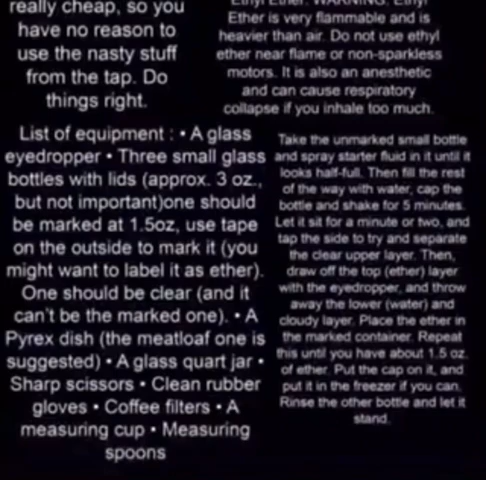 really cheap, so you
have no reason to
use the nasty stuff
from the tap. Do
things right.
List of equipment : • A glass
eyedropper • Three small glass
bottles with lids (approx. 3 oz.,
but not important)one should
be marked at 1.5oz, use tape
on the outside to mark it (you
might want to label it as ether).
One should be clear (and it
can't be the marked one). • A
Pyrex dish (the meatloaf one is
suggested) • A glass quart jar •
Sharp scissors • Clean rubber
gloves • Coffee filters • A
measuring cup • Measuring
spoons
Ethyl Ether. WARNING: Ethyl
Ether is very flammable and is
heavier than air. Do not use ethyl
ether near flame or non-sparkless
motors. It is also an anesthetic
and can cause respiratory
collapse if you inhale too much.
Take the unmarked small bottle
and spray starter fluid in it until it
looks half-full. Then fill the rest
of the way with water, cap the
bottle and shake for 5 minutes.
Let it sit for a minute or two, and
tap the side to try and separate
the clear upper layer. Then,
draw off the top (ether) layer
with the eyedropper, and throw
away the lower (water) and
cloudy layer. Place the ether in
the marked container. Repeat
this until you have about 1.5 oz.
of ether. Put the cap on it, and
put it in the freezer if you can.
Rinse the other bottle and let it
stand.